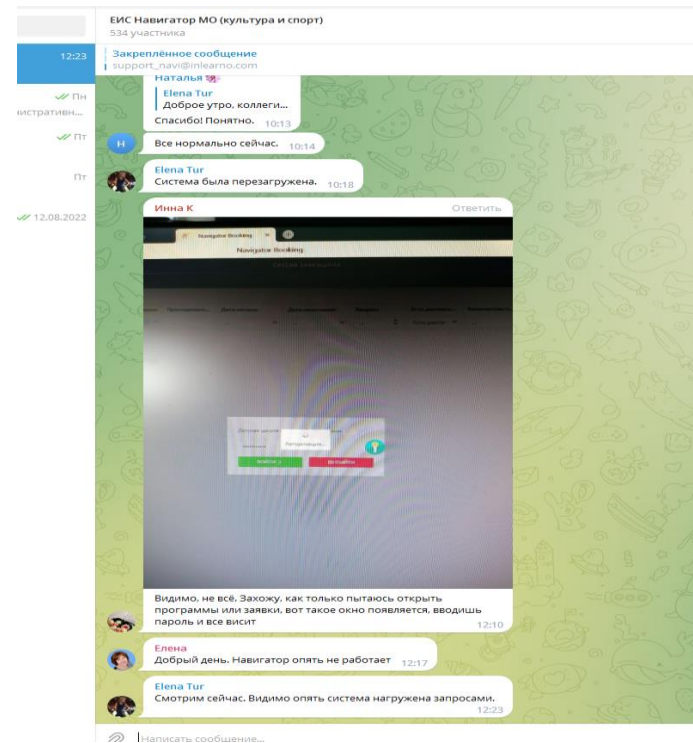 ЕИС Навигатор МО (культура и спорт)
534 участника
12:23
Закреплённое сообщение
support_navi@inlearno.com
Пн
Наталья
Elena Tur
Доброе утро, коллеги...
Спасибо! Понятно. 10:13
Пт
Н
Все нормально сейчас. 10:14
Elena Tur
Пт
Система была перезагружена. 10:18
Инна К
Ответить
12.08.2022
Navigator Booking
Navigator Booking
Видимо, не всё. Захожу, как только пытаюсь открыть
программы или заявки, вот такое окно появляется, вводишь
пароль и все висит
12:10
Елена
Добрый день. Навигатор опять не работает 12:17
Elena Tur
Смотрим сейчас. Видимо опять система нагружена запросами.
12:23
Написать сообщение...